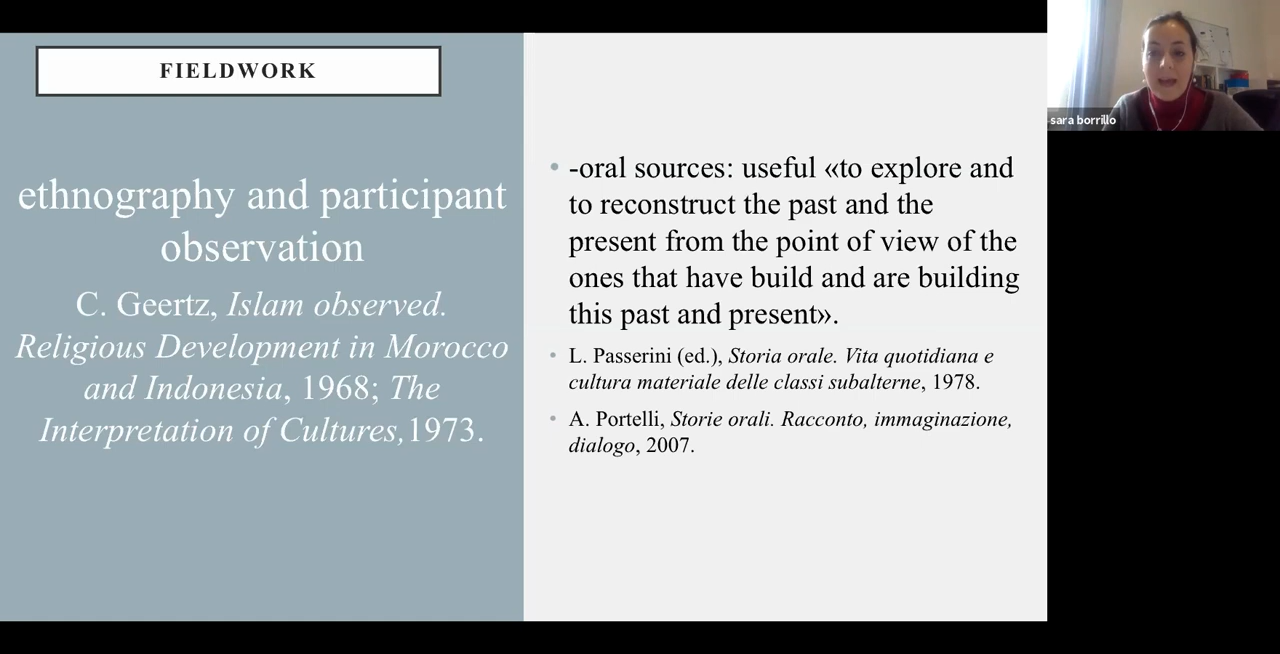 FIELDWORK
ethnography and participant
observation
C. Geertz, Islam observed.
Religious Development in Morocco
and Indonesia, 1968; The
Interpretation of Cultures,1973.
• -oral sources: useful «to explore and
to reconstruct the past and the
present from the point of view of the
ones that have build and are building
this past and present».
• L. Passerini (ed.), Storia orale. Vita quotidiana e
cultura materiale delle classi subalterne, 1978.
• A. Portelli, Storie orali. Racconto, immaginazione,
dialogo, 2007.
sara borrillo